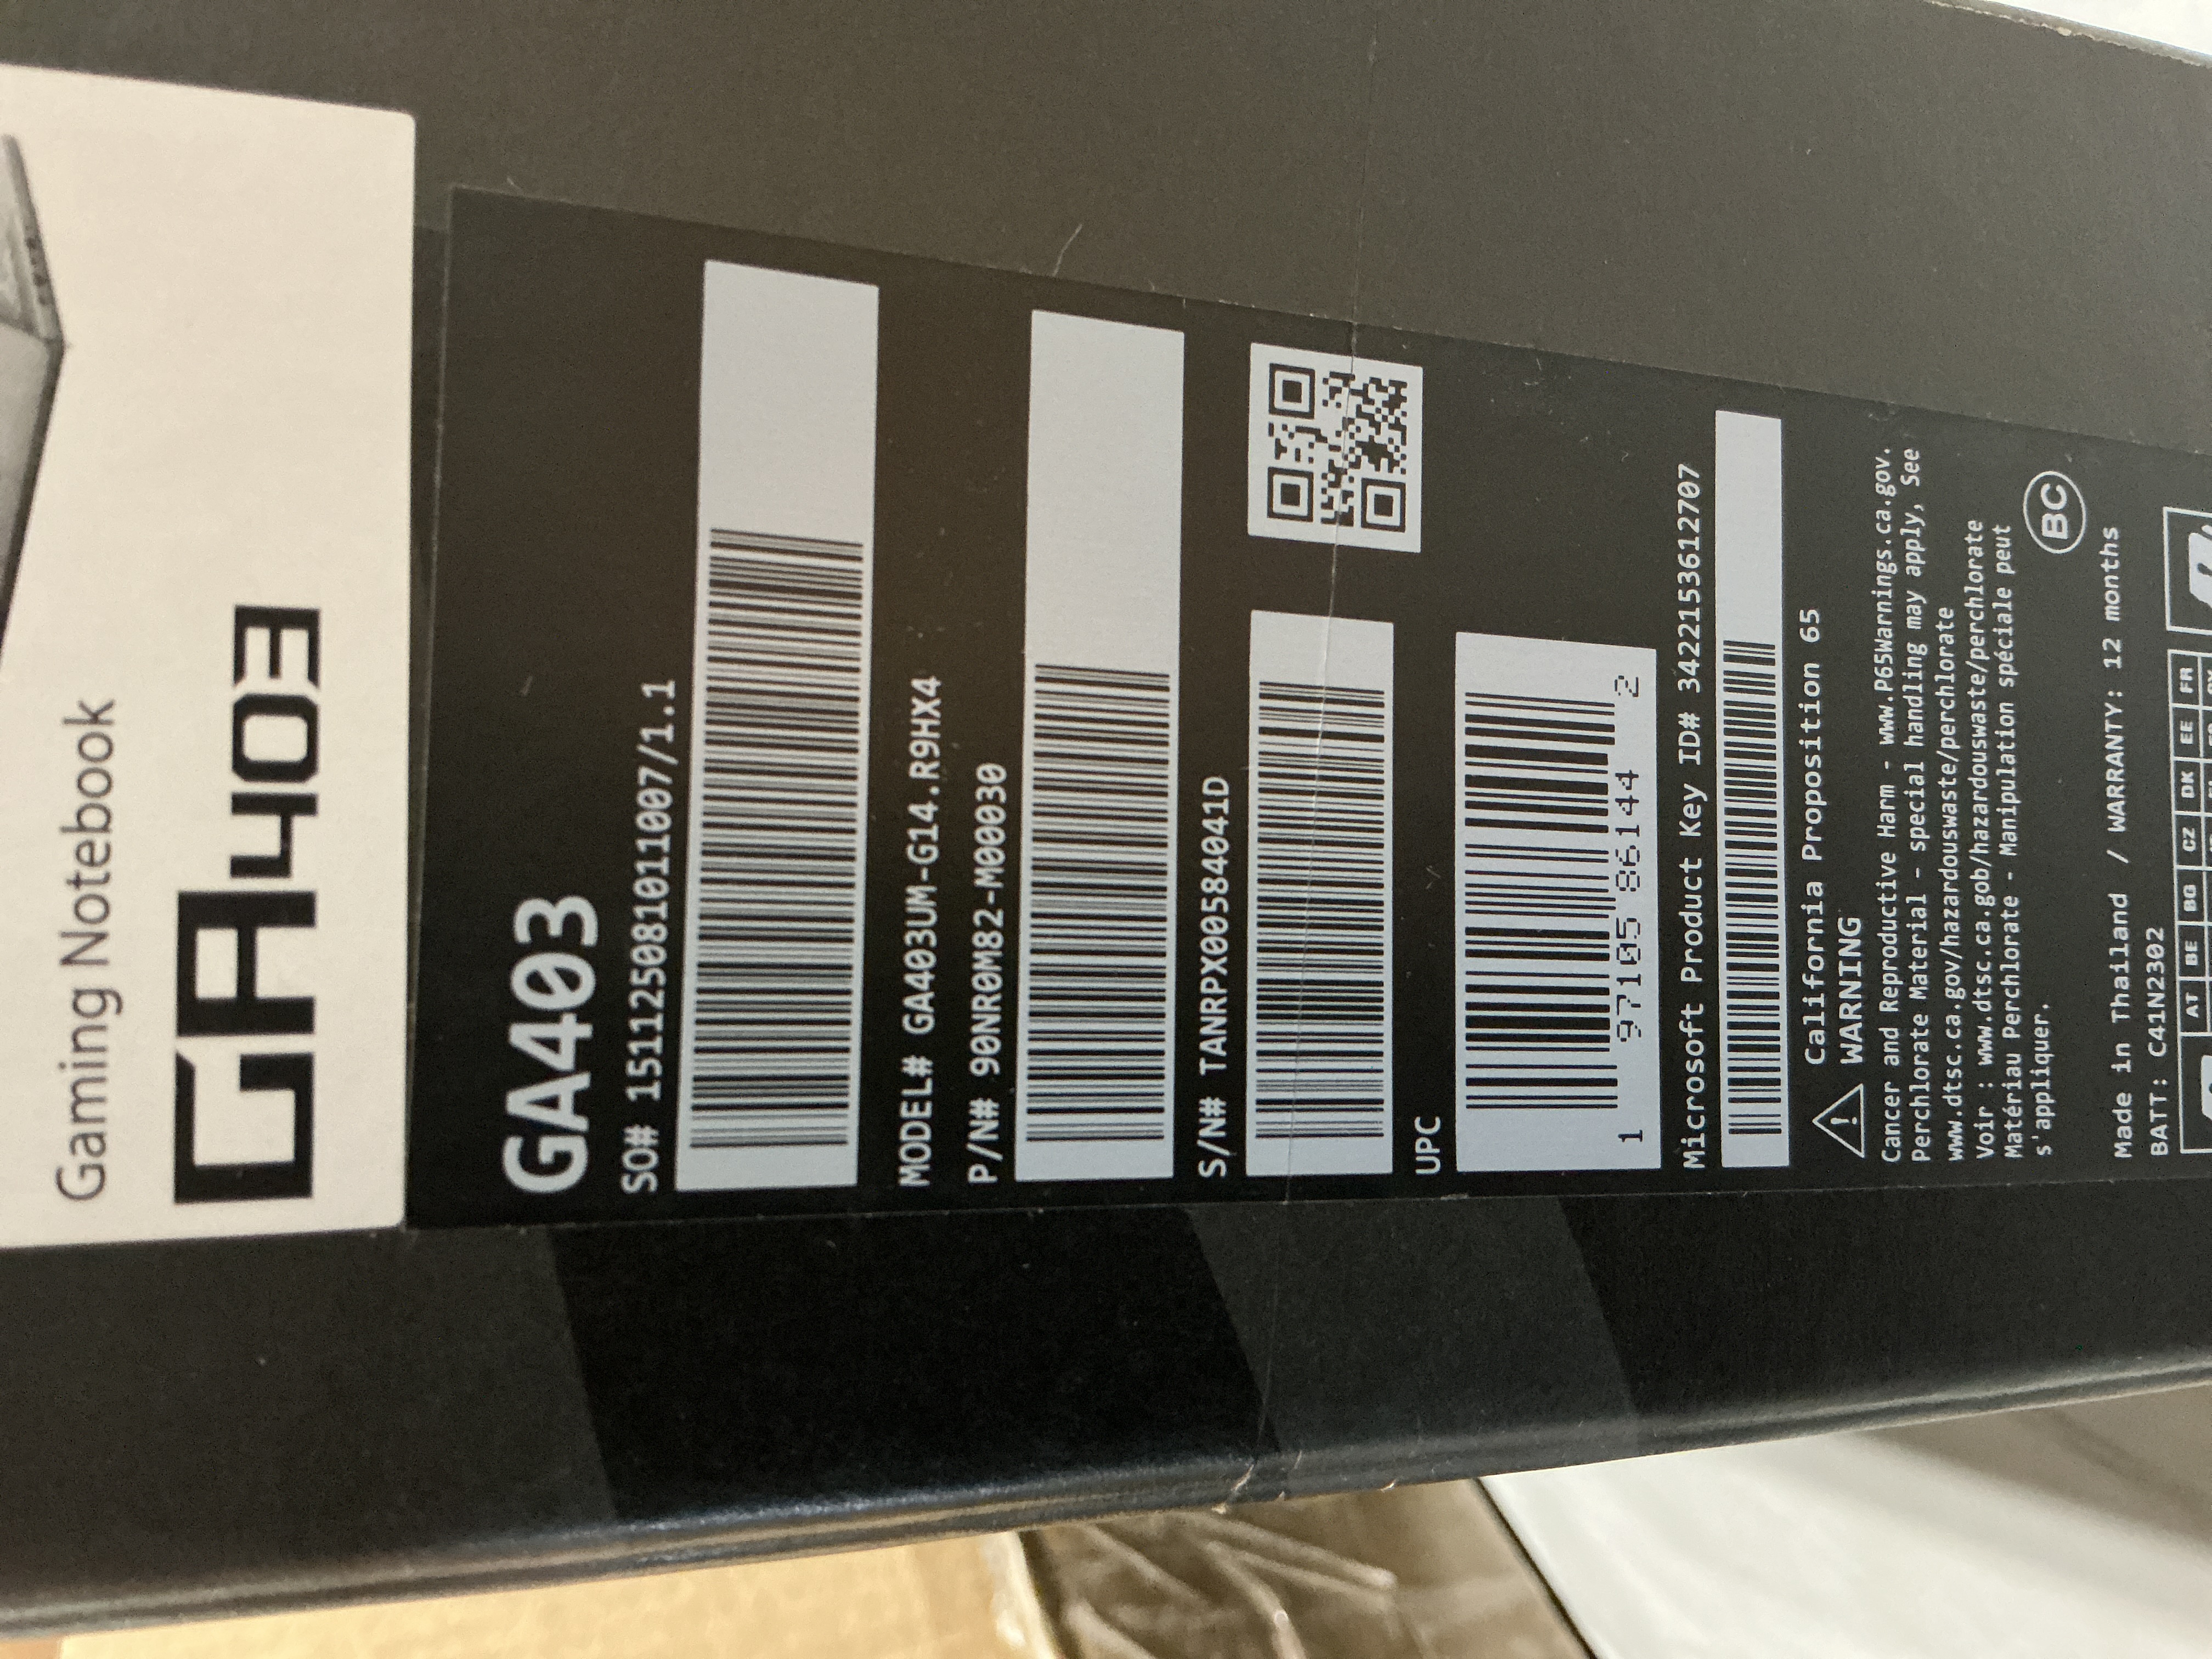 Gaming Notebook
GA403
GA403
SO# 151125081011007/1.1
MODEL# GA403UM-G14.R9HX4
P/N# 90NR0M82-M00030
S/N# TANRPX00584041D
UPC
1 97105 86144 2
Microsoft Product Key ID# 3422153612707
California Proposition 65
WARNING
Cancer and Reproductive Harm - www.P65Warnings.ca.gov.
Perchlorate Material - special handling may apply, See
www.dtsc.ca.gov/hazardouswaste/perchlorate
Voir : www.dtsc.ca.gob/hazardouswaste/perchlorate
Matériau Perchlorate - Manipulation spéciale peut
s'appliquer.
BC
Made in Thailand / WARRANTY: 12 months
BATT: C41N2302
AT BE BG CZ DK EE FR